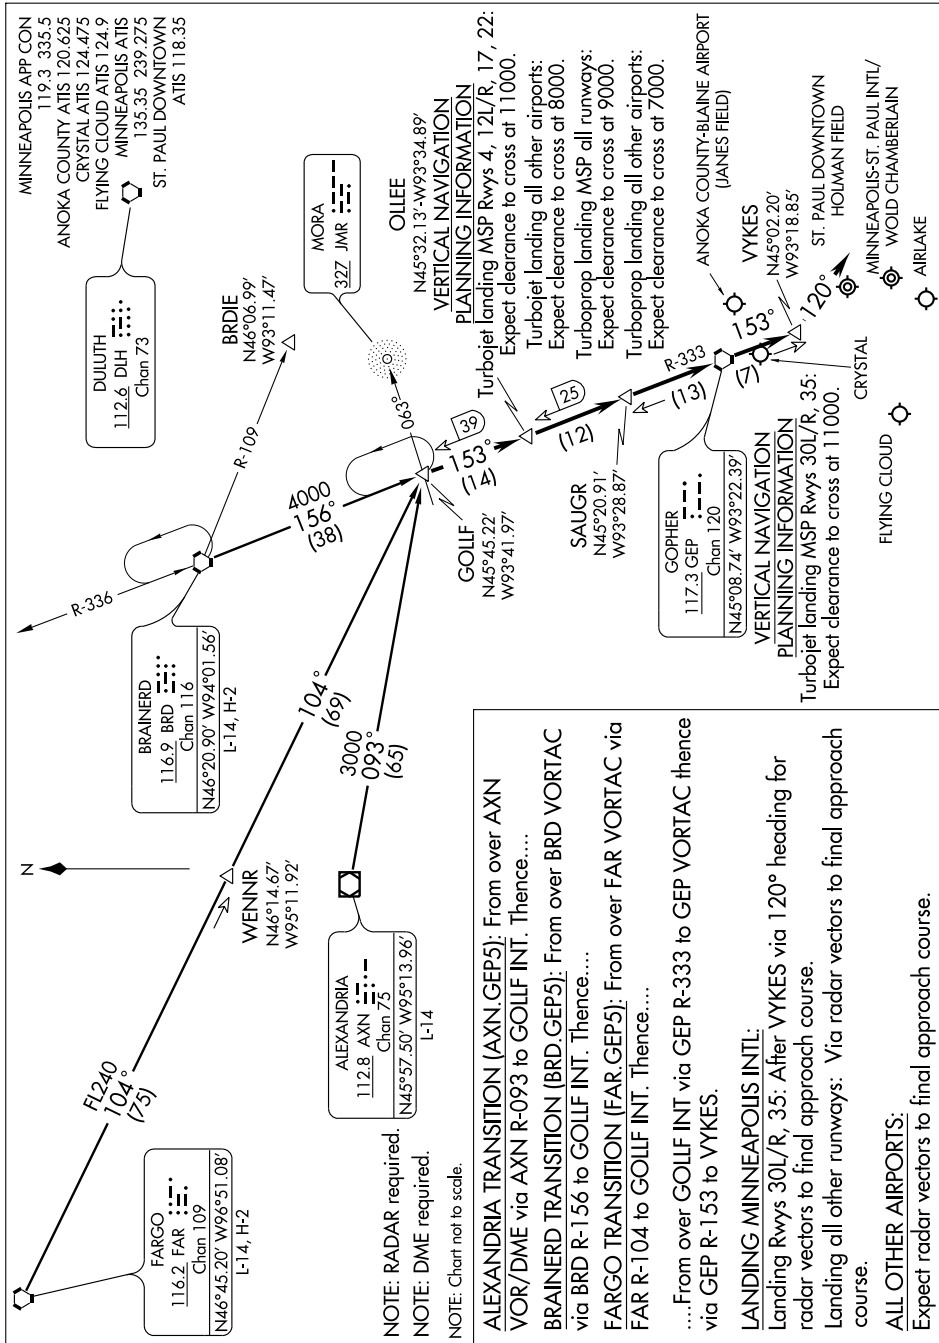 MINNEAPOLIS APP CON
119.3 335.5
ANOKA COUNTY ATIS 120.625
CRYSTAL ATIS 124.475
FLYING CLOUD ATIS 124.9
MINNEAPOLIS ATIS
135.35 239.275
ST. PAUL DOWNTOWN
ATIS 118.35
DULUTH
112.6 DLH
Chan 73
BRDIE
N46°06.99'
W93°11.47'
R-109
R-336
BRAINERD
116.9 BRD
Chan 116
N46°20.90' W94°01.56'
L-14, H-2
MORA
327 JMR
063°
4000
156°
(38)
GOLLF
N45°45.22'
W93°41.97'
39
153°
(14)
OLLEE
N45°32.13'-W93°34.89'
VERTICAL NAVIGATION
PLANNING INFORMATION
Turbojet landing MSP Rwys 4, 12L/R, 17, 22:
Expect clearance to cross at 11000.
Turbojet landing all other airports:
Expect clearance to cross at 8000.
Turboprop landing MSP all runways:
Expect clearance to cross at 9000.
Turboprop landing all other airports:
Expect clearance to cross at 7000.
25
(12)
SAUGR
N45°20.91'
W93°28.87'
R-333
(13)
GOPHER
117.3 GEP
Chan 120
N45°08.74' W93°22.39'
153°
(7)
VYKES
N45°02.20'
W93°18.85'
120°
VERTICAL NAVIGATION
PLANNING INFORMATION
Turbojet landing MSP Rwys 30L/R, 35:
Expect clearance to cross at 11000.
ANOKA COUNTY-BLAINE AIRPORT
(JANES FIELD)
ST. PAUL DOWNTOWN
HOLMAN FIELD
MINNEAPOLIS-ST. PAUL INTL/
WOLD CHAMBERLAIN
AIRLAKE
CRYSTAL
FLYING CLOUD
N
FARGO
116.2 FAR
Chan 109
N46°45.20' W96°51.08'
L-14, H-2
FL240
104°
(75)
WENNR
N46°14.67'
W95°11.92'
104°
(69)
ALEXANDRIA
112.8 AXN
Chan 75
N45°57.50' W95°13.96'
L-14
3000
093°
(65)
NOTE: RADAR required.
NOTE: DME required.
NOTE: Chart not to scale.
ALEXANDRIA TRANSITION (AXN.GEP5): From over AXN
VOR/DME via AXN R-093 to GOLLF INT. Thence....
BRAINERD TRANSITION (BRD.GEP5): From over BRD VORTAC
via BRD R-156 to GOLLF INT. Thence....
FARGO TRANSITION (FAR.GEP5): From over FAR VORTAC via
FAR R-104 to GOLLF INT. Thence....
....From over GOLLF INT via GEP R-333 to GEP VORTAC thence
via GEP R-153 to VYKES.
LANDING MINNEAPOLIS INTL:
Landing Rwys 30L/R, 35: After VYKES via 120° heading for
radar vectors to final approach course.
Landing all other runways: Via radar vectors to final approach
course.
ALL OTHER AIRPORTS:
Expect radar vectors to final approach course.